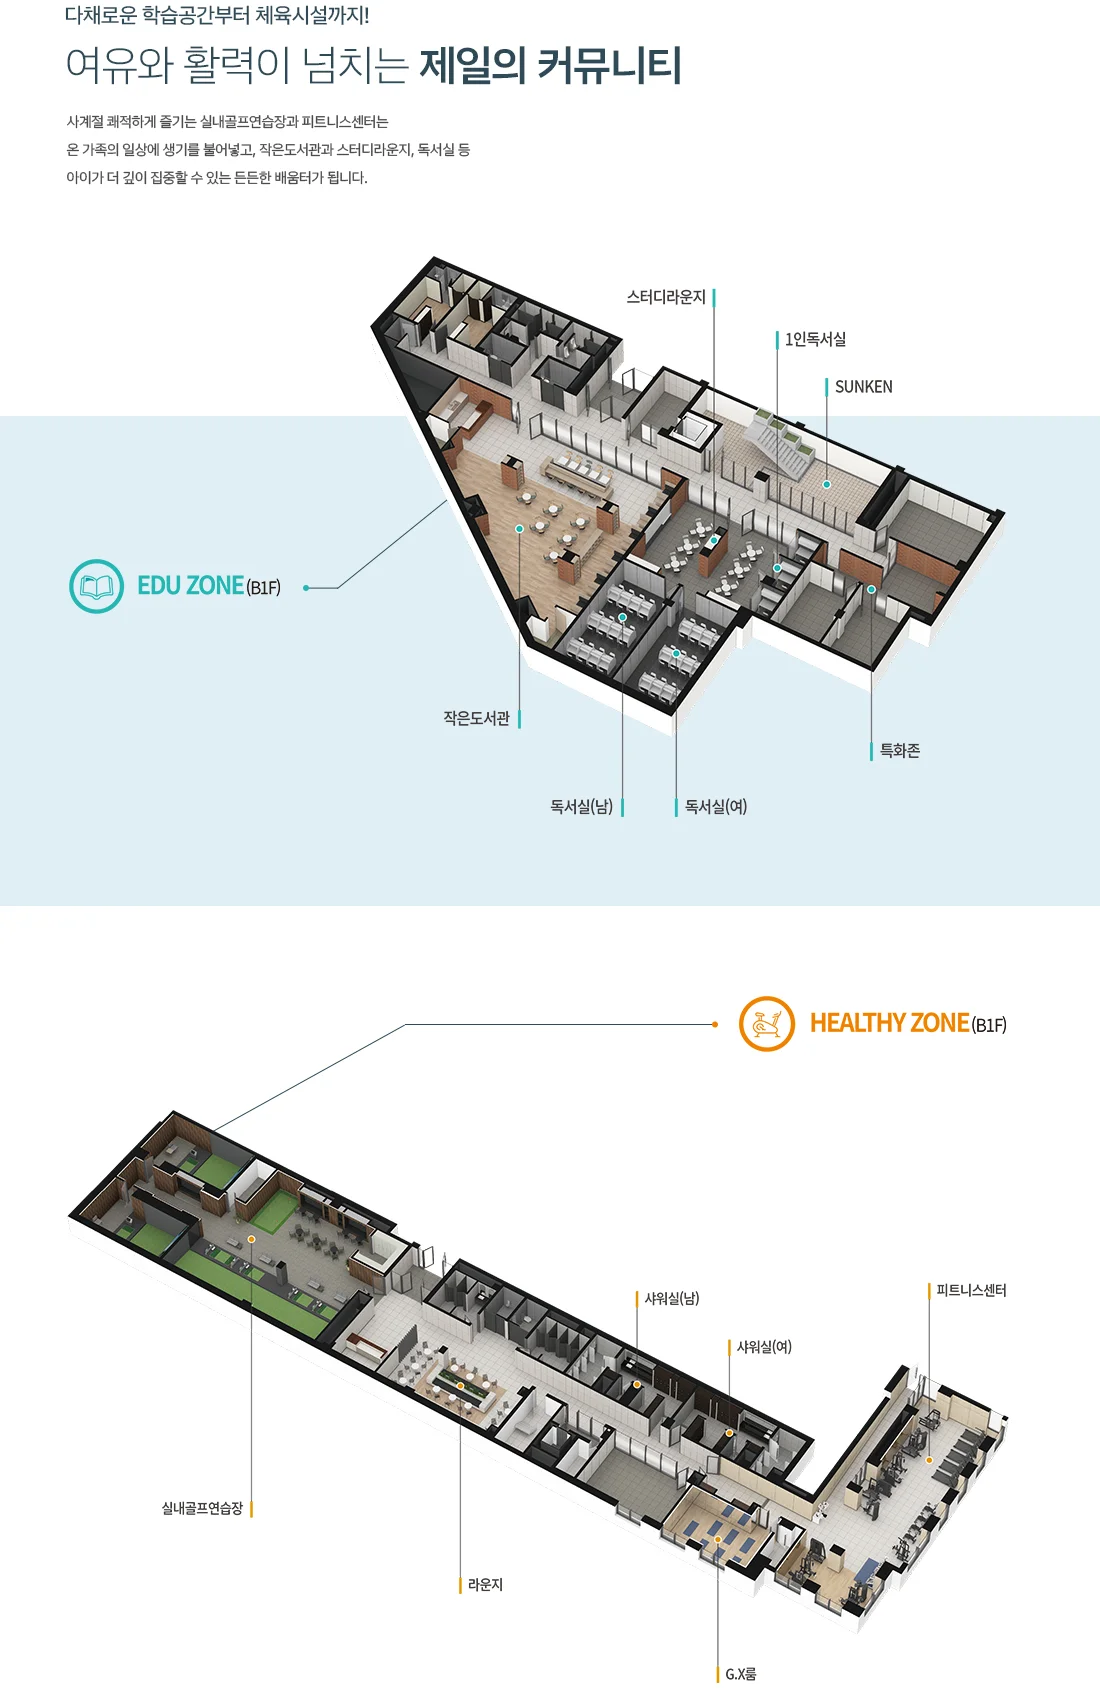 다채로운 학습공간부터 체육시설까지!
여유와 활력이 넘치는 제일의 커뮤니티
사계절 쾌적하게 즐기는 실내골프연습장과 피트니스센터는
온 가족의 일상에 생기를 불어넣고, 작은도서관과 스터디라운지, 독서실 등
아이가 더 깊이 집중할 수 있는 든든한 배움터가 됩니다.
스터디라운지
1인독서실
SUNKEN
EDU ZONE(B1F)
작은도서관
특화존
독서실(남)
독서실(여)
HEALTHY ZONE(B1F)
피트니스센터
샤워실(남)
샤워실(여)
실내골프연습장
라운지
G.X룸